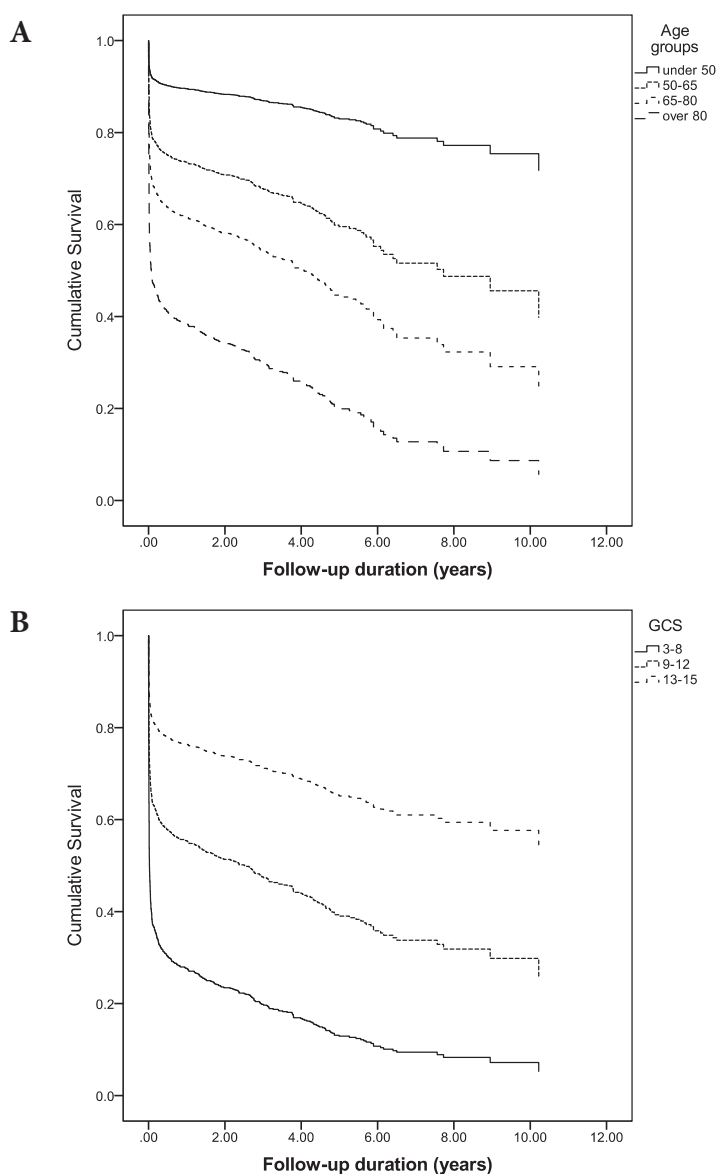 A
Age
groups
under 50
50-65
65-80
over 80
1.0
0.8
0.6
0.4
0.2
0.0
Cumulative Survival
.00 2.00 4.00 6.00 8.00 10.00 12.00
Follow-up duration (years)
B
GCS
3-8
9-12
13-15
1.0
0.8
0.6
0.4
0.2
0.0
Cumulative Survival
.00 2.00 4.00 6.00 8.00 10.00 12.00
Follow-up duration (years)